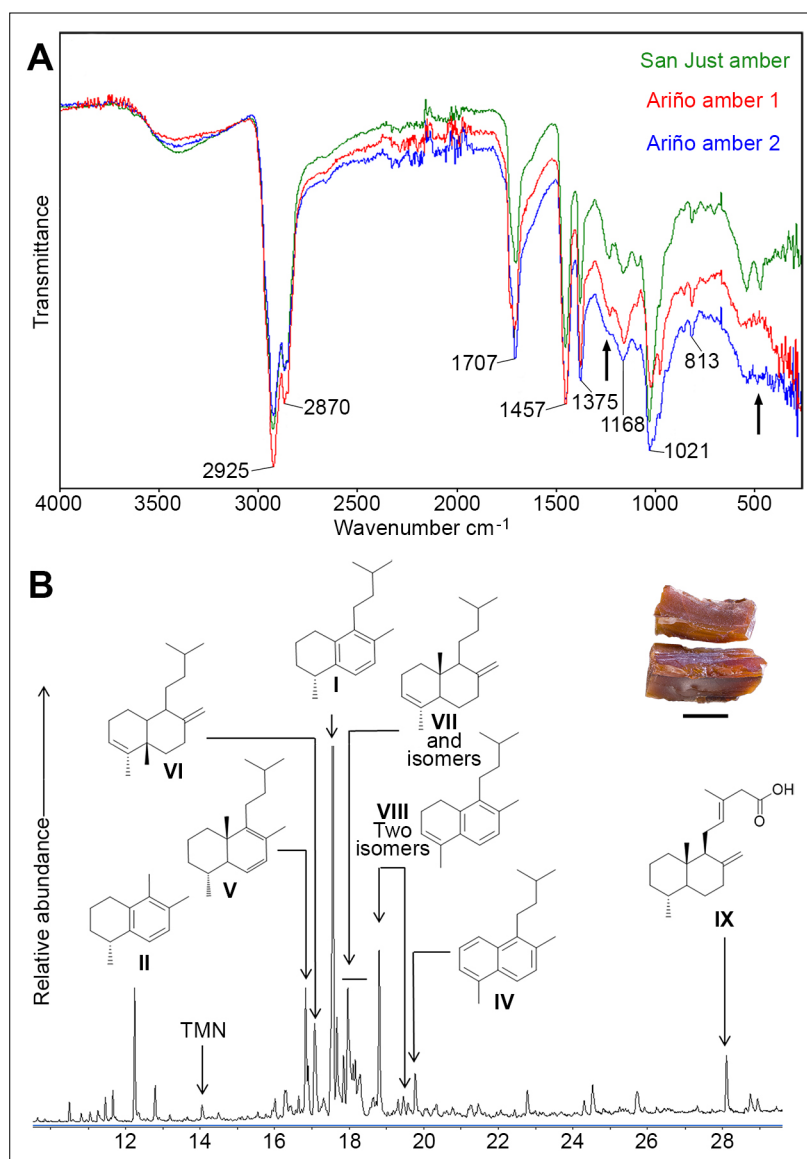 A
San Just amber
Ariño amber 1
Ariño amber 2
Transmittance
1707
2870
2925
1457
1375
1168
1021
813
4000 3500 3000 2500 2000 1500 1000 500
Wavenumber cm-1
B
I
VII
and
isomers
VI
VIII
Two
isomers
V
OH
O
IX
II
IV
TMN
Relative abundance
12 14 16 18 20 22 24 26 28